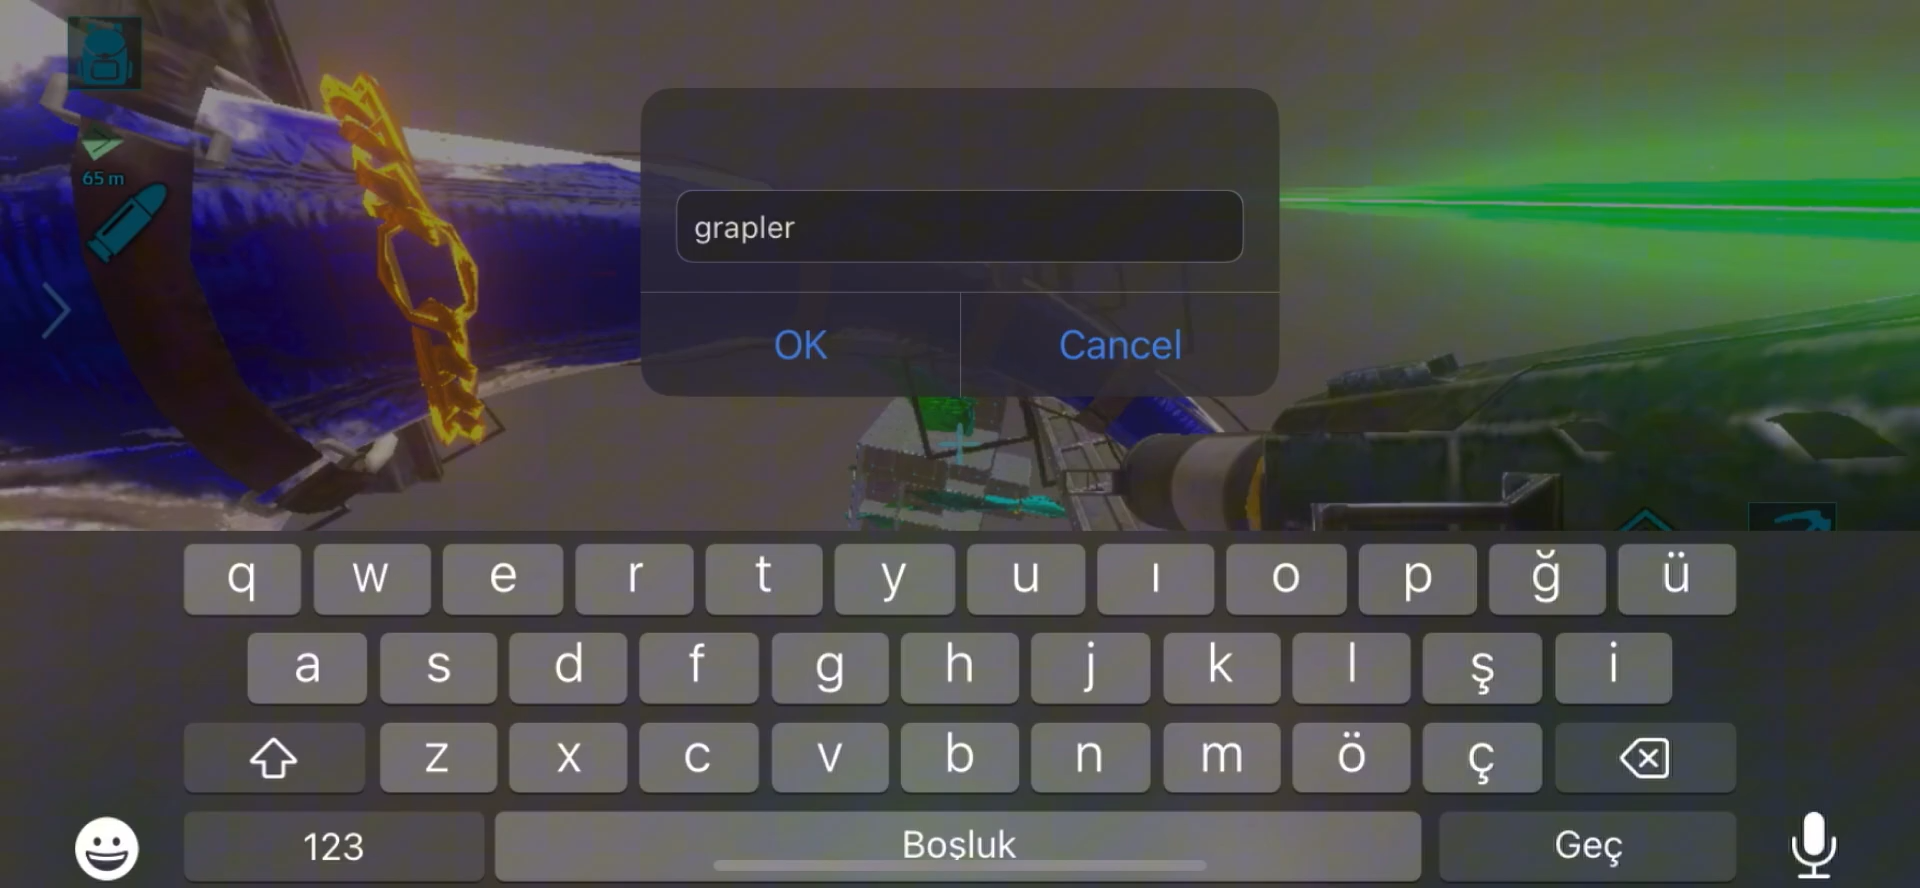 65 m
grapler
OK
Cancel
q w e r t y u ı o p ğ ü
a s d f g h j k l ş i
z x c v b n m ö ç
123
Boşluk
Geç